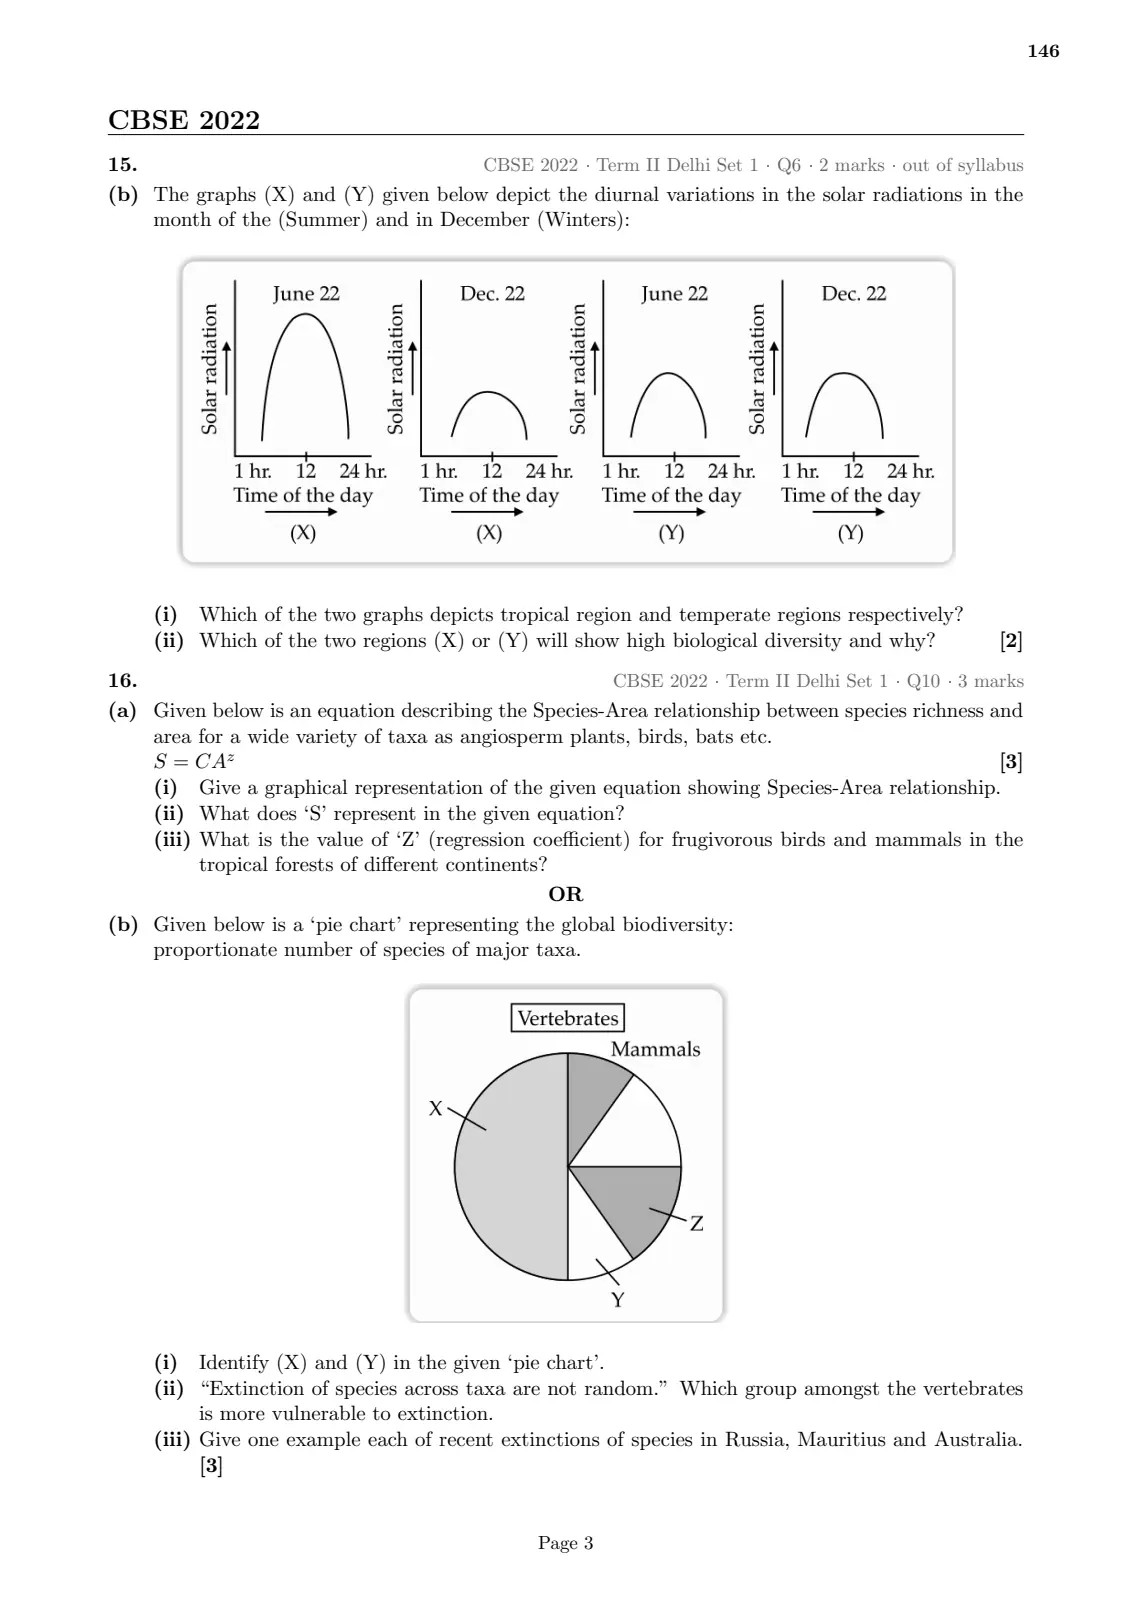 146
CBSE 2022
15. CBSE 2022 · Term II Delhi Set 1 · Q6 · 2 marks · out of syllabus
(b) The graphs (X) and (Y) given below depict the diurnal variations in the solar radiations in the
month of the (Summer) and in December (Winters):
June 22
Solar radiation
1 hr. 12 24 hr.
Time of the day
(X)
Dec. 22
Solar radiation
1 hr. 12 24 hr.
Time of the day
(X)
June 22
Solar radiation
1 hr. 12 24 hr.
Time of the day
(Y)
Dec. 22
Solar radiation
1 hr. 12 24 hr.
Time of the day
(Y)
(i) Which of the two graphs depicts tropical region and temperate regions respectively?
(ii) Which of the two regions (X) or (Y) will show high biological diversity and why? [2]
16. CBSE 2022 · Term II Delhi Set 1 · Q10 · 3 marks
(a) Given below is an equation describing the Species-Area relationship between species richness and
area for a wide variety of taxa as angiosperm plants, birds, bats etc.
S = CA^z [3]
(i) Give a graphical representation of the given equation showing Species-Area relationship.
(ii) What does ‘S’ represent in the given equation?
(iii) What is the value of ‘Z’ (regression coefficient) for frugivorous birds and mammals in the
tropical forests of different continents?
OR
(b) Given below is a ‘pie chart’ representing the global biodiversity:
proportionate number of species of major taxa.
Vertebrates
Mammals
X
Z
Y
(i) Identify (X) and (Y) in the given ‘pie chart’.
(ii) “Extinction of species across taxa are not random.” Which group amongst the vertebrates
is more vulnerable to extinction.
(iii) Give one example each of recent extinctions of species in Russia, Mauritius and Australia.
[3]
Page 3